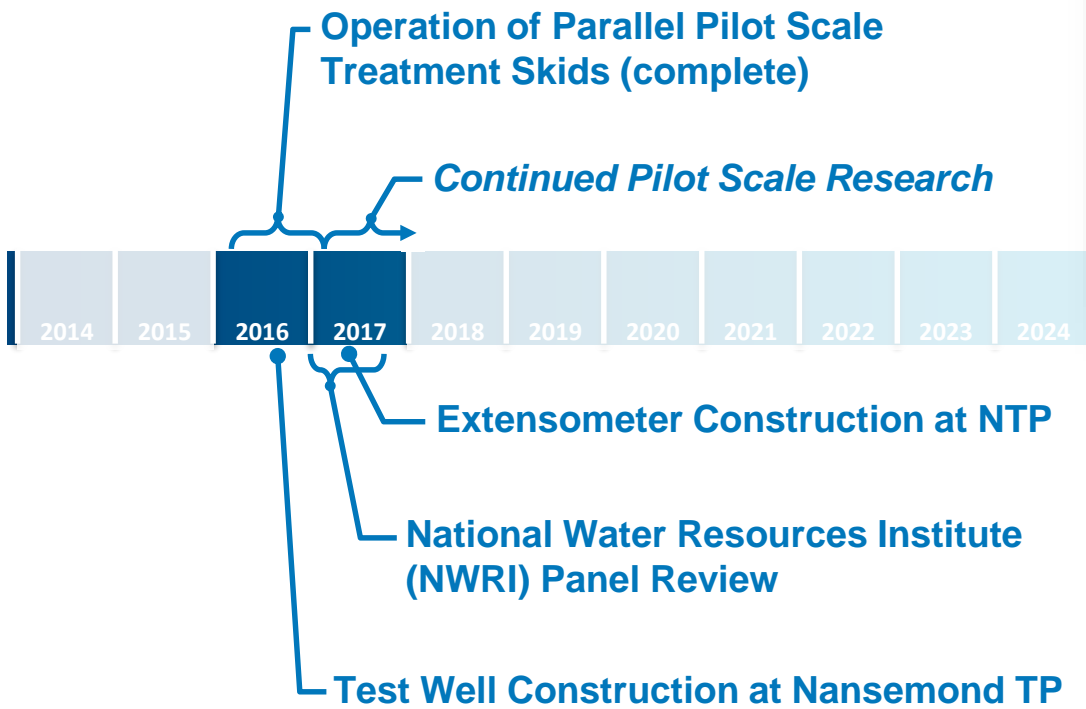 Operation of Parallel Pilot Scale
Treatment Skids (complete)
Continued Pilot Scale Research
2014 2015 2016 2017 2018 2019 2020 2021 2022 2023 2024
Extensometer Construction at NTP
National Water Resources Institute
(NWRI) Panel Review
Test Well Construction at Nansemond TP